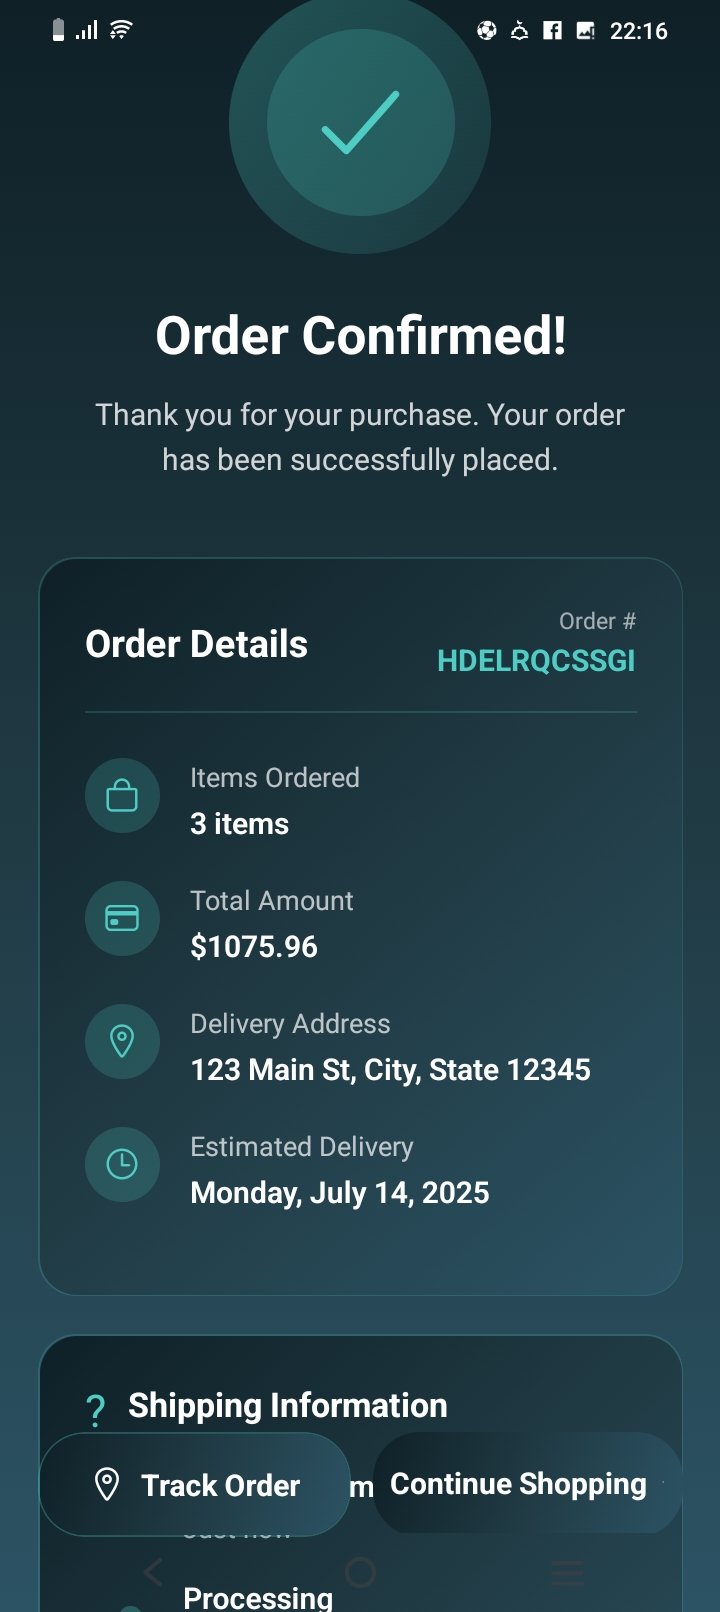 22:16
Order Confirmed!
Thank you for your purchase. Your order
has been successfully placed.
Order Details
Order #
HDELRQCSSGI
Items Ordered
3 items
Total Amount
$1075.96
Delivery Address
123 Main St, City, State 12345
Estimated Delivery
Monday, July 14, 2025
? Shipping Information
Track Order
Continue Shopping
Just now
Processing